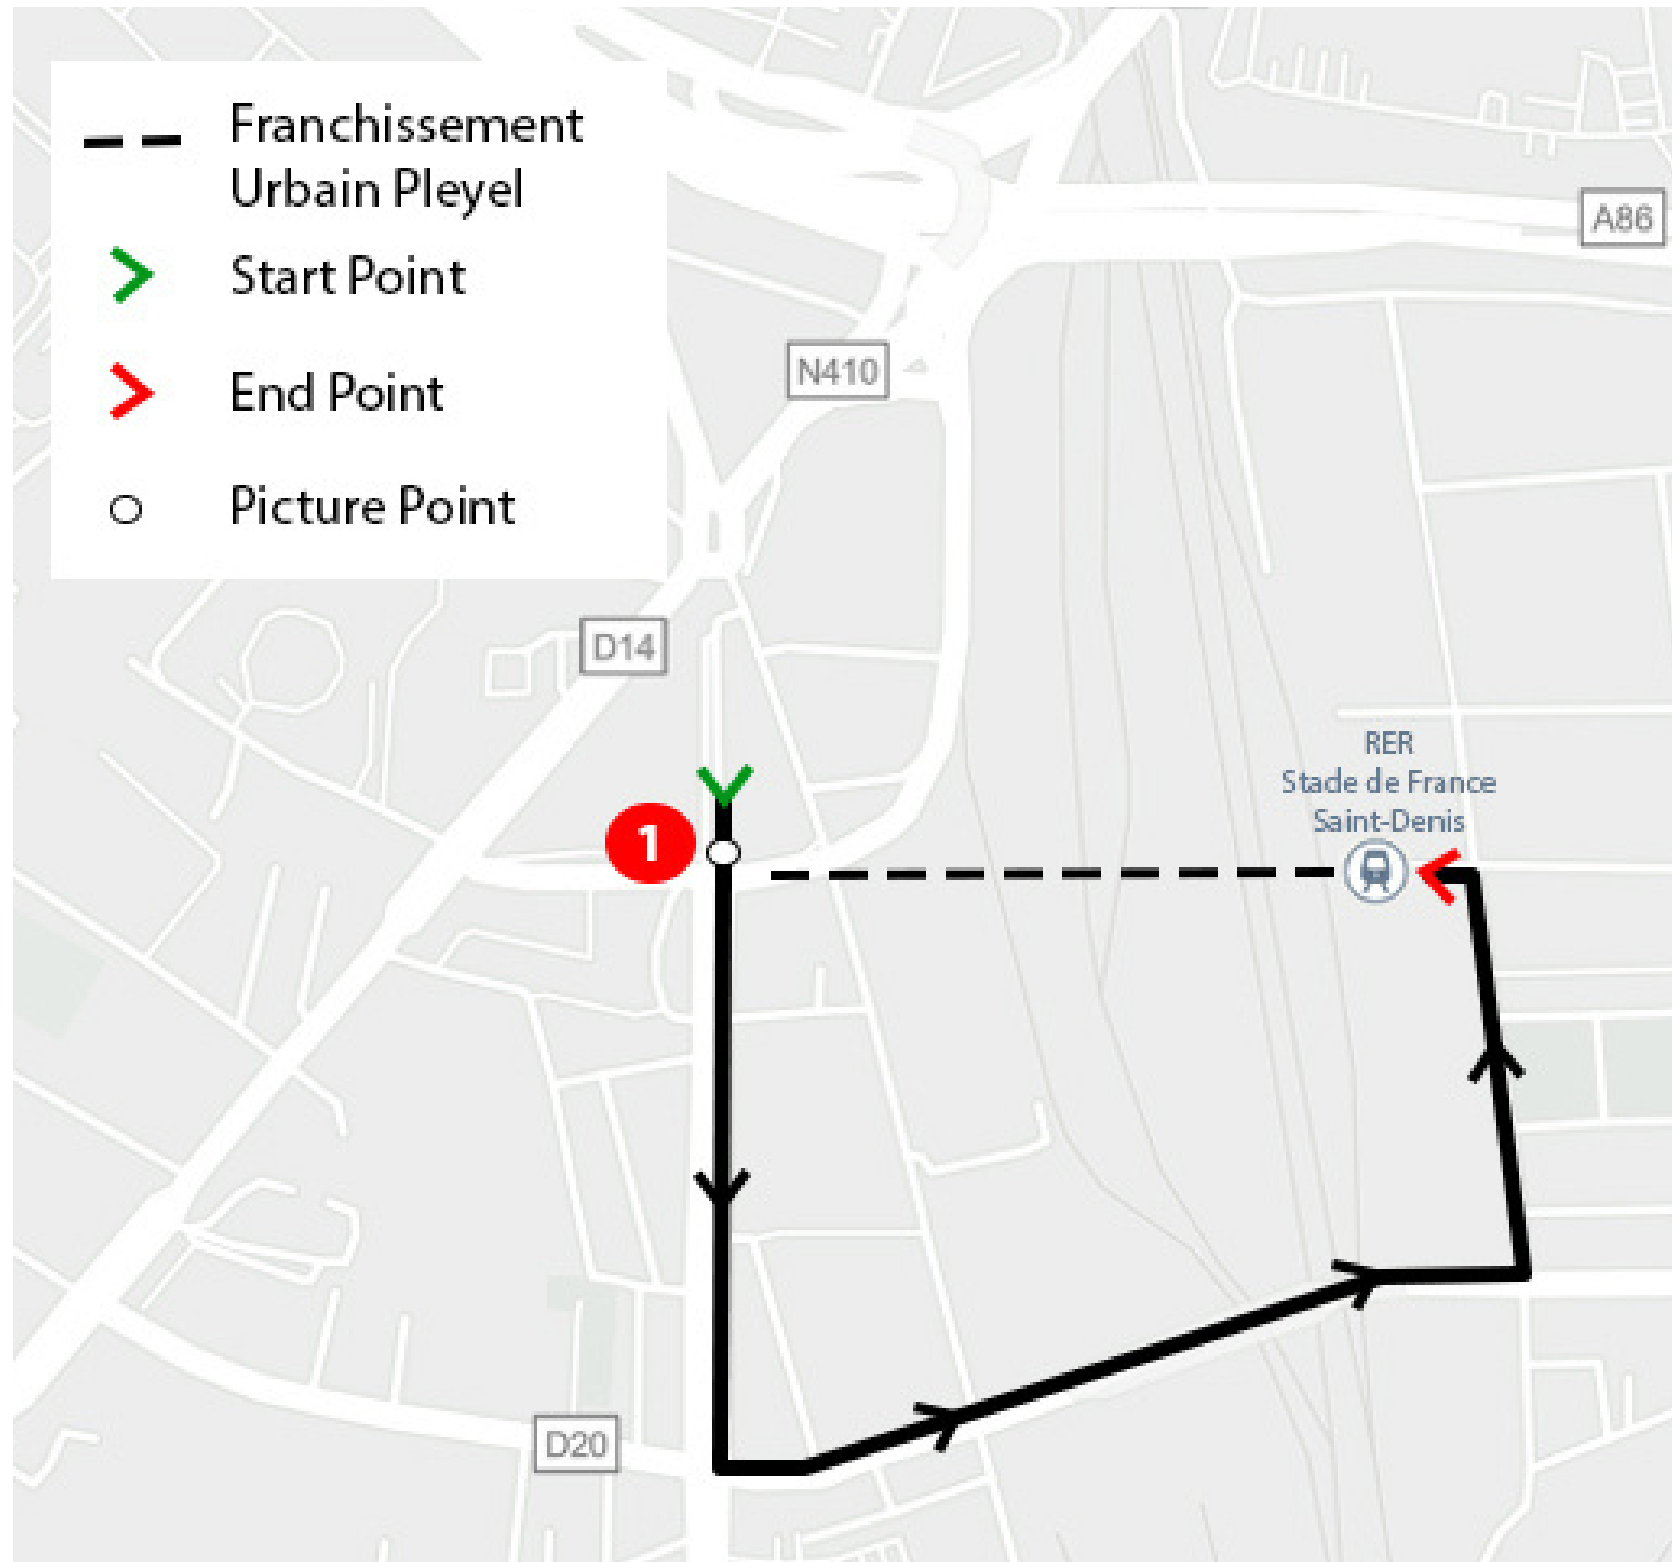 Franchissement
Urbain Pleyel
Start Point
End Point
Picture Point
A86
N410
D14
RER
Stade de France
Saint-Denis
1
D20